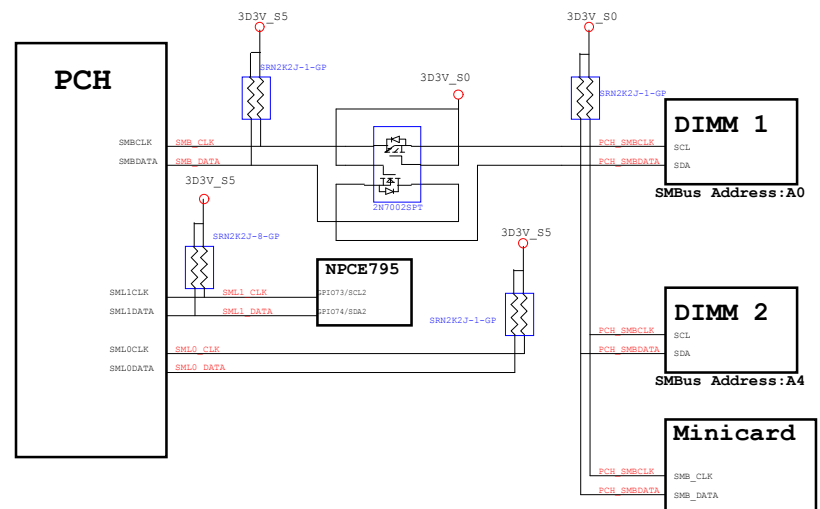 3D3V_S5
3D3V_S0
SRN2K2J-1-GP
PCH
3D3V_S0
SRN2K2J-1-GP
DIMM 1
SMBCLK
SMB_CLK
PCH_SMBCLK
SCL
SMBDATA
SMB_DATA
PCH_SMBDATA
SDA
3D3V_S5
SMBus Address:A0
2N7002SPT
3D3V_S5
SRN2K2J-8-GP
NPCE795
SML1CLK
SML1_CLK
GPIO73/SCL2
SML1DATA
SML1_DATA
GPIO74/SDA2
SRN2K2J-1-GP
DIMM 2
PCH_SMBCLK
SCL
SML0CLK
SML0_CLK
PCH_SMBDATA
SDA
SML0DATA
SML0_DATA
SMBus Address:A4
Minicard
PCH_SMBCLK
SMB_CLK
PCH_SMBDATA
SMB_DATA